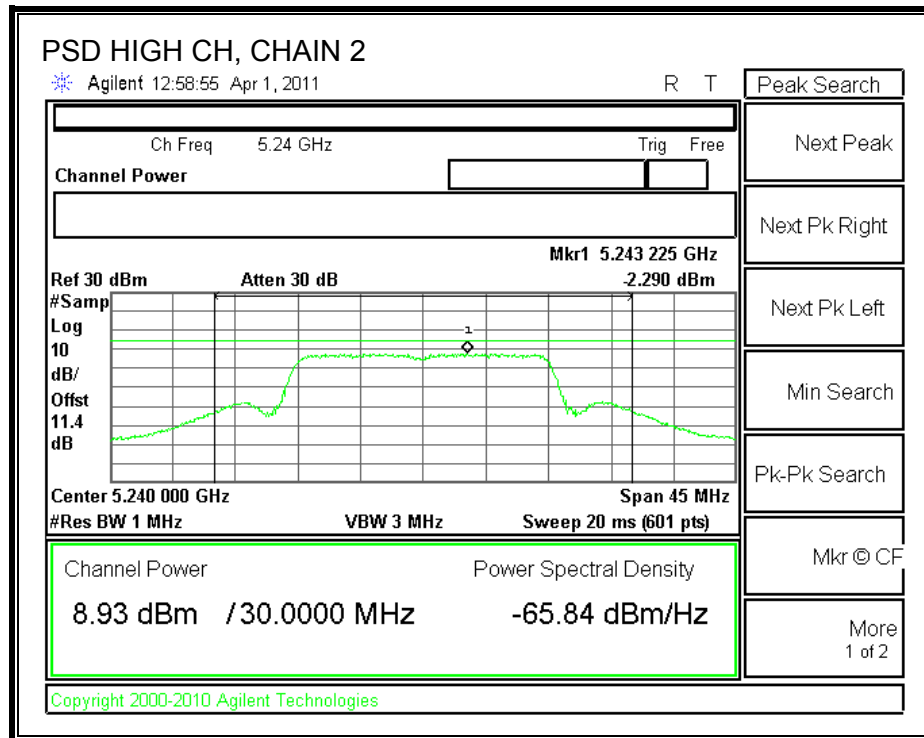 PSD HIGH CH, CHAIN 2
Agilent 12:58:55 Apr 1, 2011 R T
Peak Search
Ch Freq 5.24 GHz Trig Free
Channel Power
Next Peak
Next Pk Right
Mkr1 5.243 225 GHz
Ref 30 dBm Atten 30 dB -2.290 dBm
#Samp
Log
10
dB/
Offst
11.4
dB
1
Next Pk Left
Min Search
Pk-Pk Search
Center 5.240 000 GHz Span 45 MHz
#Res BW 1 MHz VBW 3 MHz Sweep 20 ms (601 pts)
Channel Power Power Spectral Density
8.93 dBm /30.0000 MHz -65.84 dBm/Hz
Mkr © CF
More
1 of 2
Copyright 2000-2010 Agilent Technologies